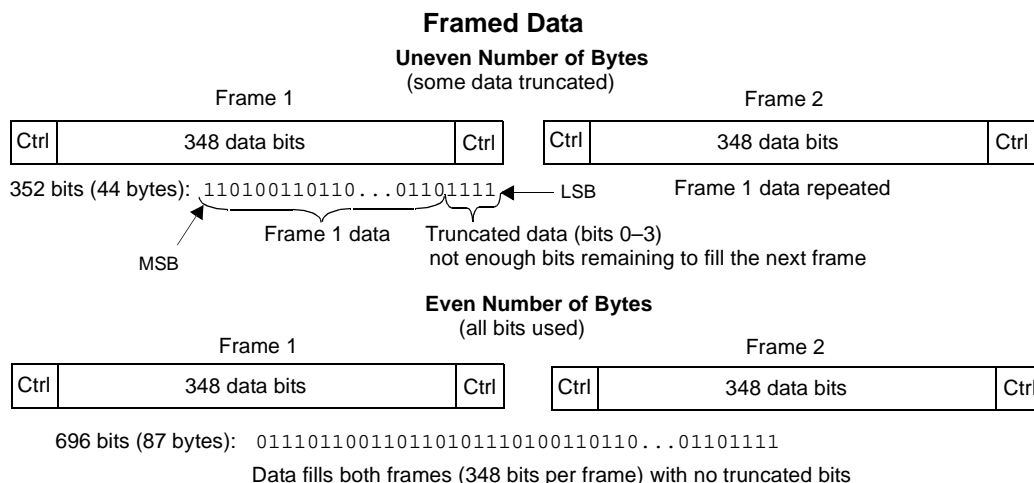 Framed Data
Uneven Number of Bytes
(some data truncated)
Frame 1 Frame 2
Ctrl 348 data bits Ctrl Ctrl 348 data bits Ctrl
352 bits (44 bytes): 110100110110...01101111 LSB Frame 1 data repeated
Frame 1 data Truncated data (bits 0–3)
MSB not enough bits remaining to fill the next frame
Even Number of Bytes
(all bits used)
Frame 1 Frame 2
Ctrl 348 data bits Ctrl Ctrl 348 data bits Ctrl
696 bits (87 bytes): 01110110011011010111010011011​0...01101111
Data fills both frames (348 bits per frame) with no truncated bits